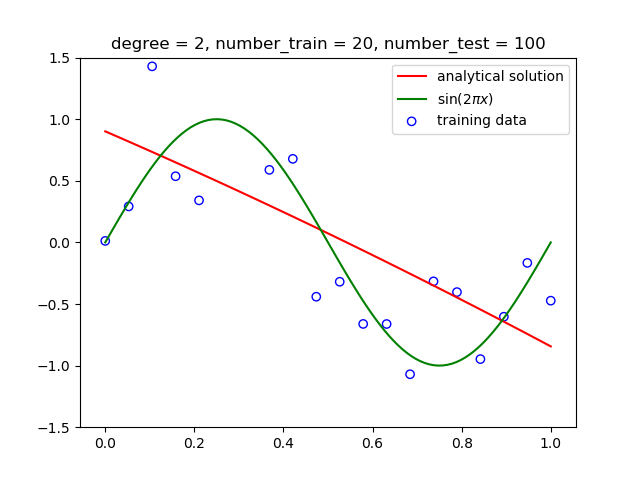 degree = 2, number_train = 20, number_test = 100
1.5
1.0
0.5
0.0
−0.5
−1.0
−1.5
0.0 0.2 0.4 0.6 0.8 1.0
analytical solution
sin(2πx)
training data